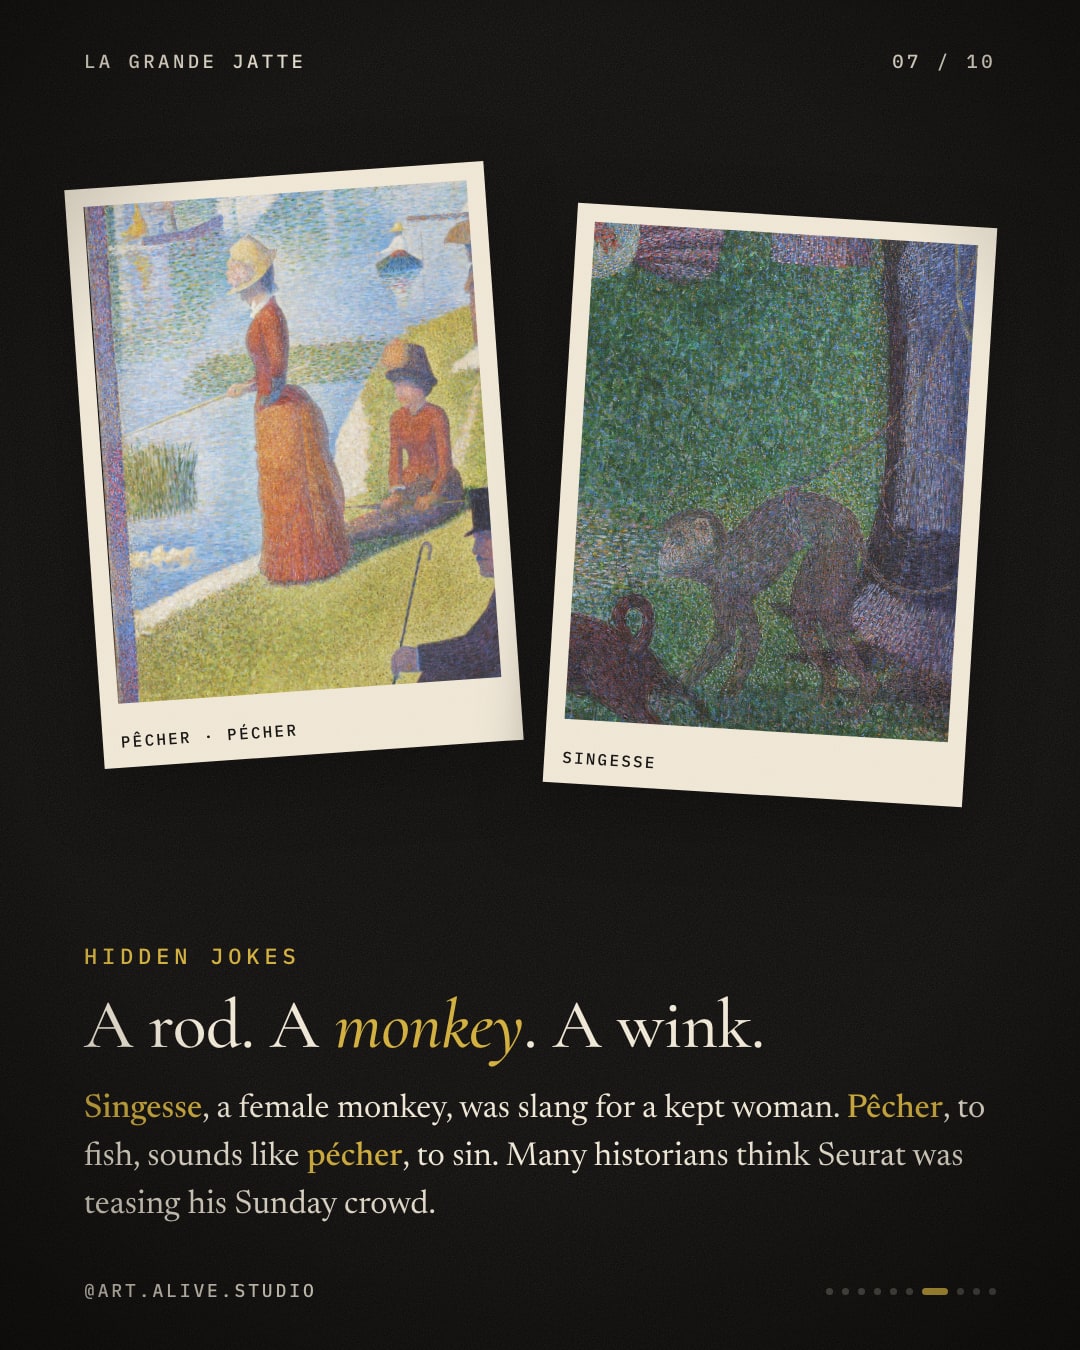 LA GRANDE JATTE
07 / 10
PÊCHER · PÉCHER
SINGESSE
HIDDEN JOKES
A rod. A monkey. A wink.
Singesse, a female monkey, was slang for a kept woman. Pêcher, to
fish, sounds like pécher, to sin. Many historians think Seurat was
teasing his Sunday crowd.
@ART.ALIVE.STUDIO